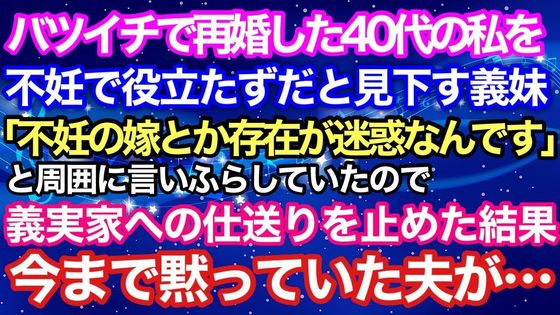 バツイチで再婚した40代の私を
不妊で役立たずだと見下す義妹
「不妊の嫁とか存在が迷惑なんです」
と周囲に言いふらしていたので
義実家への仕送りを止めた結果
今まで黙っていた夫が…